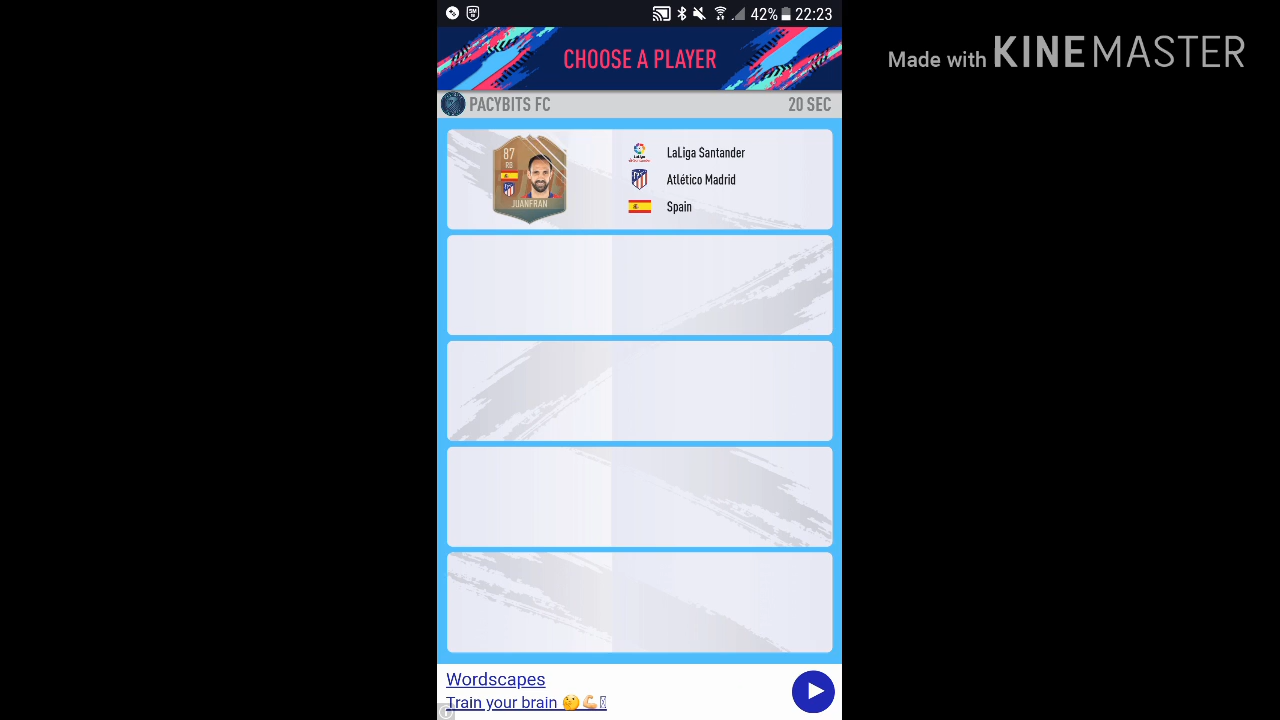 42% 22:23
CHOOSE A PLAYER
Made with KINEMASTER
PACYBITS FC
20 SEC
87
RB
JUANFRAN
LaLiga Santander
Atlético Madrid
Spain
Wordscapes
Train your brain 🤔💪🏻